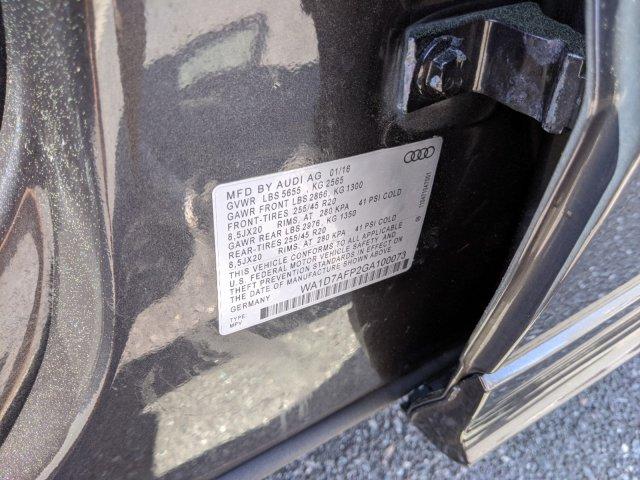 MFD BY AUDI AG 01/16
GVWR LBS 5655 , KG 2565
GAWR FRONT LBS 2866, KG 1300
FRONT-TIRES 255/45 R20
8,5JX20 RIMS, AT 280 KPA 41 PSI COLD
GAWR REAR LBS 2976, KG 1350
REAR-TIRES 255/45 R20
8,5JX20 RIMS, AT 280 KPA 41 PSI COLD
THIS VEHICLE CONFORMS TO ALL APPLICABLE
U.S. FEDERAL MOTOR VEHICLE SAFETY AND
THEFT PREVENTION STANDARDS IN EFFECT ON
THE DATE OF MANUFACTURE SHOWN ABOVE.
GERMANY WA1D7AFP2GA100073
TYPE:
MPV